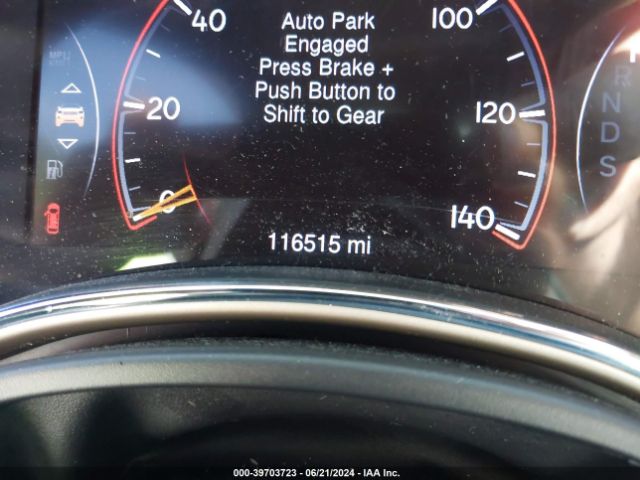 40
Auto Park
Engaged
Press Brake +
Push Button to
Shift to Gear
100
20
120
0
140
116515 mi
R
N
D
S
000-39703723 - 06/21/2024 - IAA Inc.